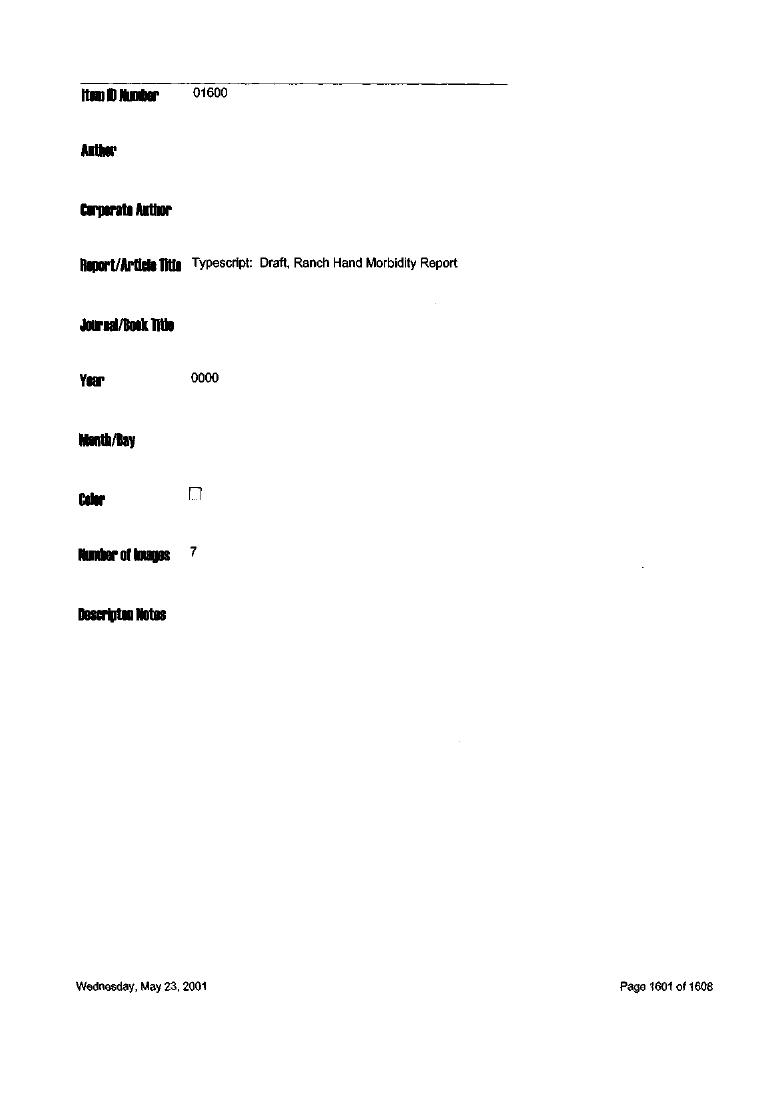 Item ID Number 01600
Author
Corporate Author
Report/Article Title Typescript: Draft, Ranch Hand Morbidity Report
Journal/Book Title
Year 0000
Month/Day
Color
Number of Images 7
Descripton Notes
Wednesday, May 23, 2001 Page 1601 of 1608